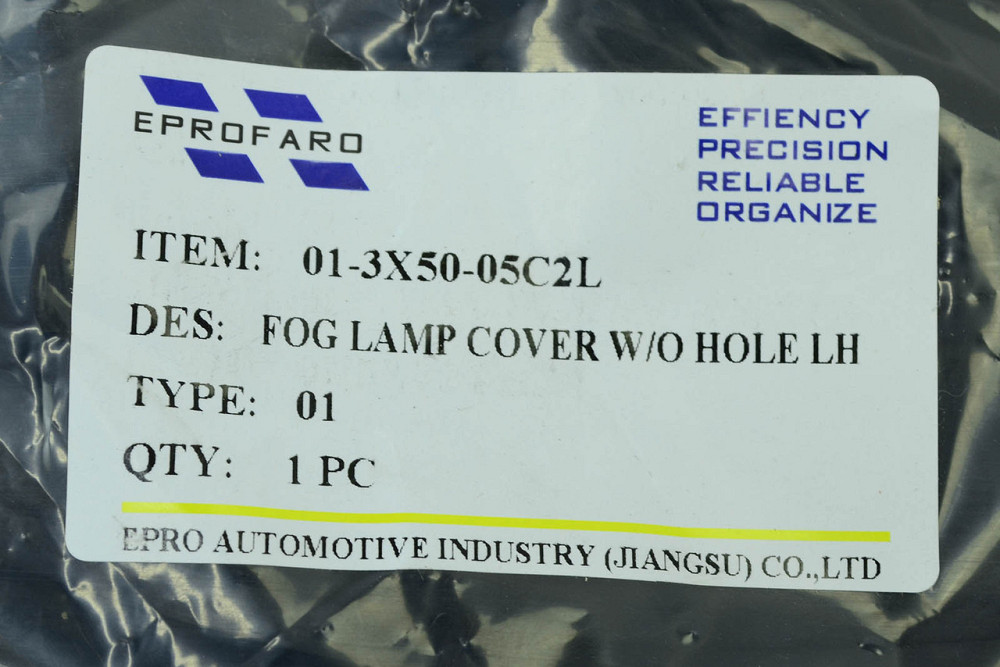 EPROFARO
EFFIENCY
PRECISION
RELIABLE
ORGANIZE
ITEM: 01-3X50-05C2L
DES: FOG LAMP COVER W/O HOLE LH
TYPE: 01
QTY: 1 PC
EPRO AUTOMOTIVE INDUSTRY (JIANGSU) CO.,LTD